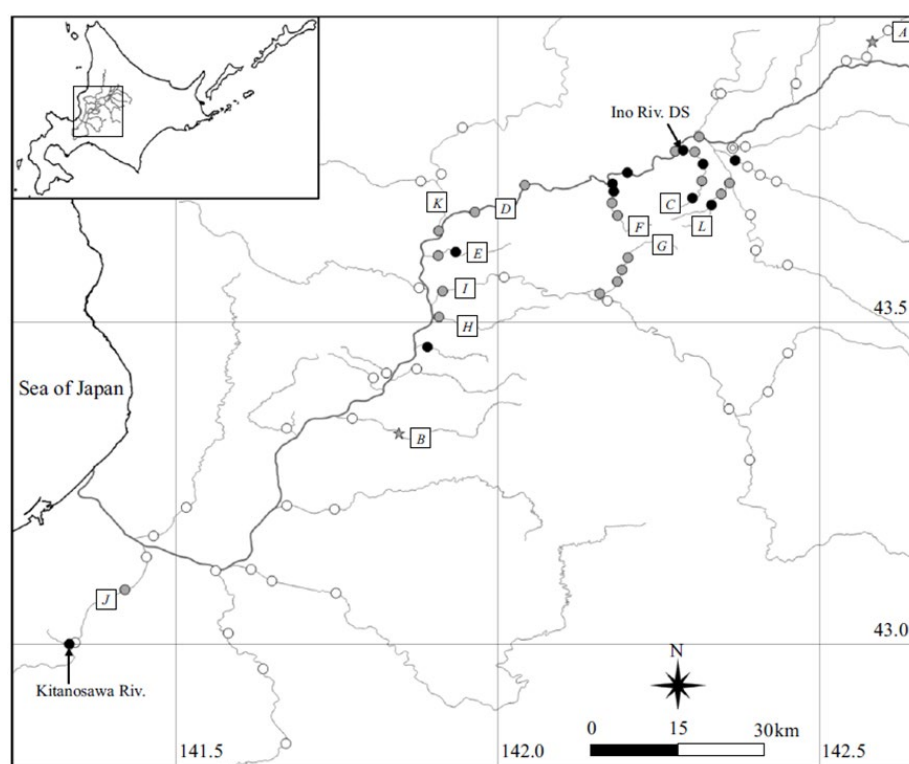 A
Ino Riv. DS
K
D
C
L
F
E
G
I
H
43.5
Sea of Japan
B
J
43.0
N
Kitanosawa Riv.
0 15 30km
141.5 142.0 142.5